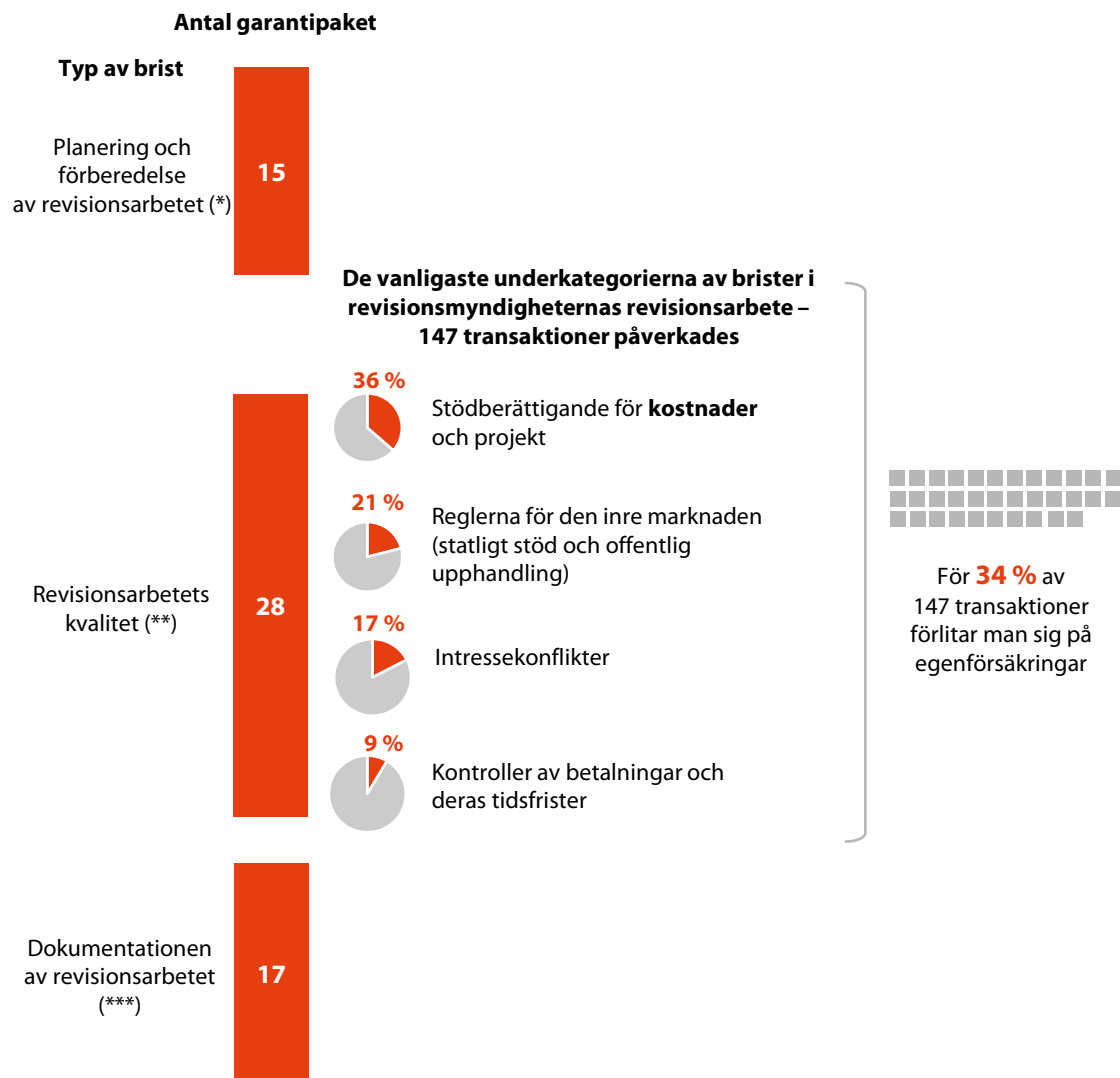 Antal garantipaket
Typ av brist
Planering och
förberedelse
av revisionsarbetet (*)
15
De vanligaste underkategorierna av brister i
revisionsmyndigheternas revisionsarbete –
147 transaktioner påverkades
36 %
Stödberättigande för kostnader
och projekt
21 %
Reglerna för den inre marknaden
(statligt stöd och offentlig
upphandling)
Revisionsarbetets
kvalitet (**)
28
17 %
Intressekonflikter
9 %
Kontroller av betalningar och
deras tidsfrister
För 34 % av
147 transaktioner
förlitar man sig på
egenförsäkringar
Dokumentationen
av revisionsarbetet
(***)
17